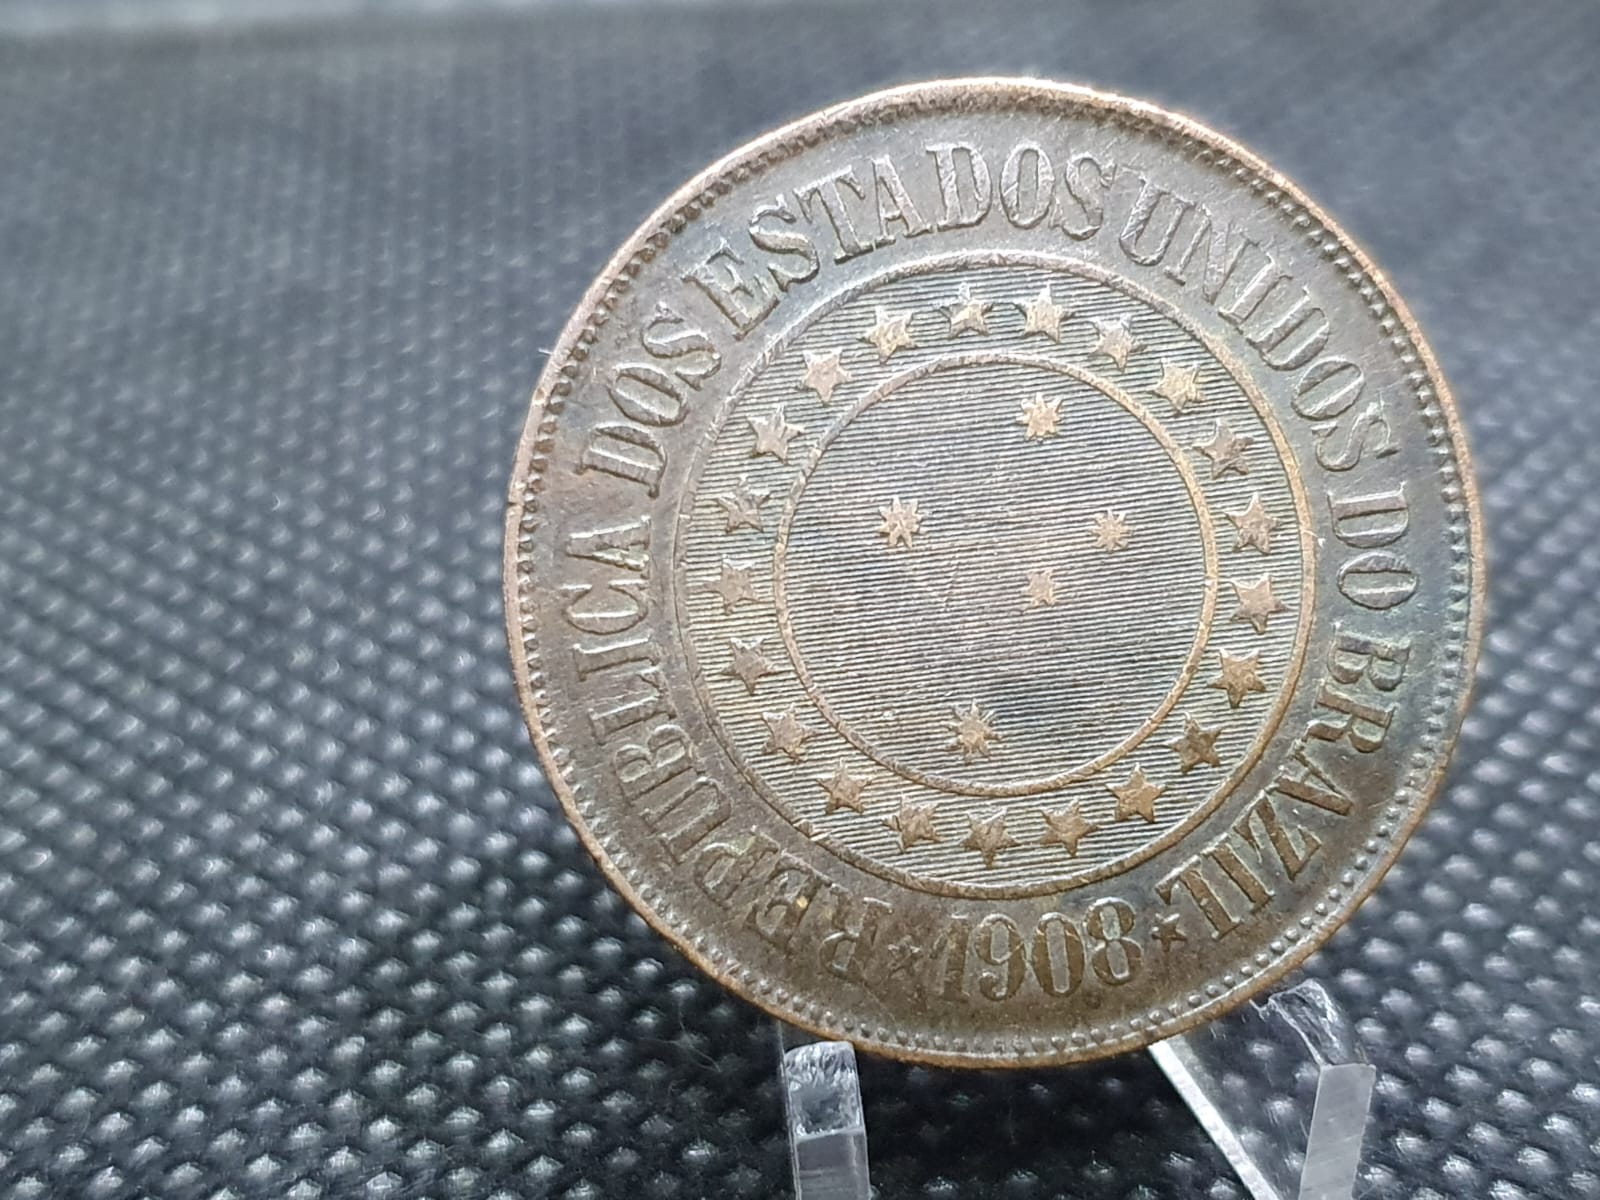 REPUBLICA DOS ESTADOS UNIDOS DO BRAZIL
1908